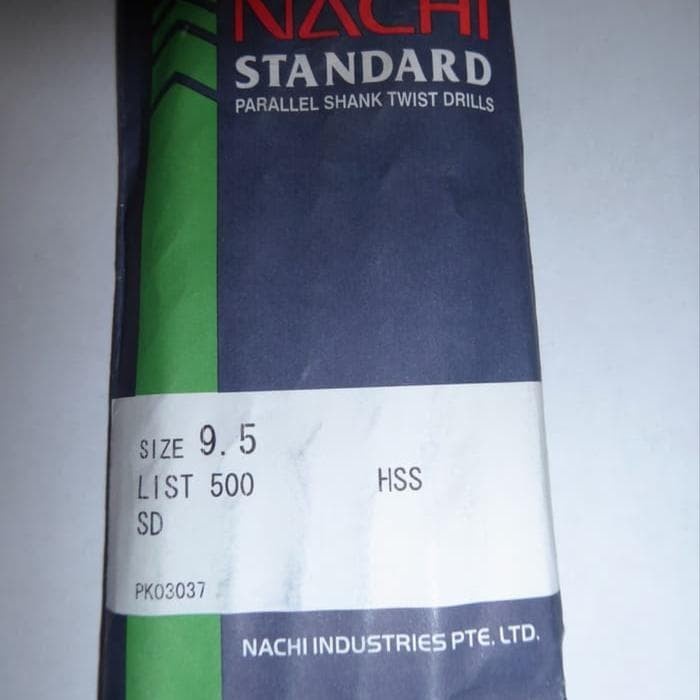 NACHI
STANDARD
PARALLEL SHANK TWIST DRILLS
SIZE 9.5
LIST 500 HSS
SD
PK03037
NACHI INDUSTRIES PTE. LTD.